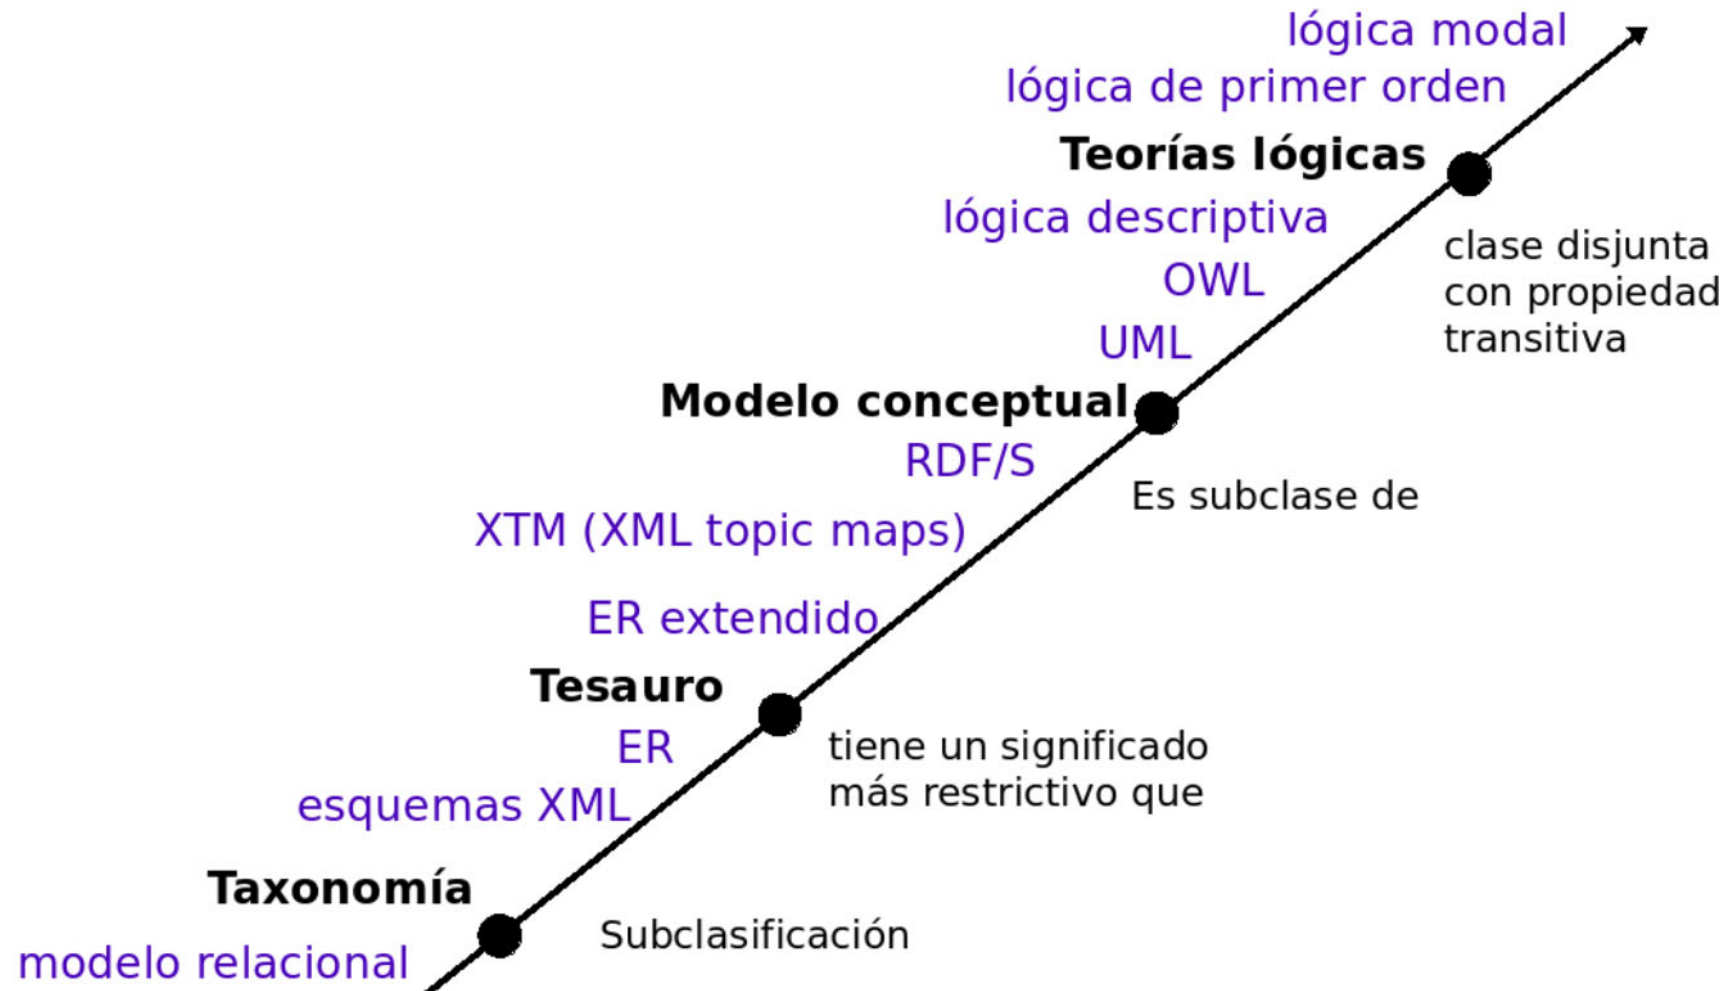 lógica modal
lógica de primer orden
Teorías lógicas
lógica descriptiva
clase disjunta
con propiedad
transitiva
OWL
UML
Modelo conceptual
RDF/S
Es subclase de
XTM (XML topic maps)
ER extendido
Tesauro
ER
tiene un significado
más restrictivo que
esquemas XML
Taxonomía
Subclasificación
modelo relacional